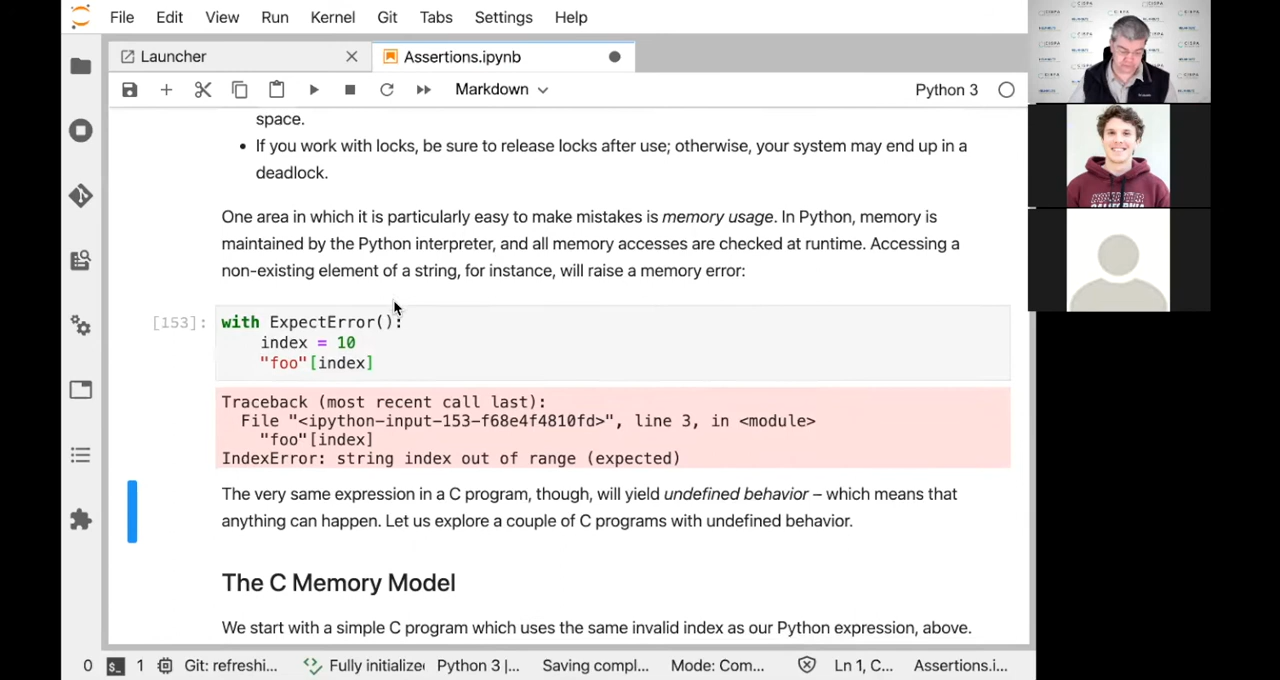 File Edit View Run Kernel Git Tabs Settings Help
Launcher
Assertions.ipynb
Markdown
Python 3
space.
• If you work with locks, be sure to release locks after use; otherwise, your system may end up in a
deadlock.
One area in which it is particularly easy to make mistakes is memory usage. In Python, memory is
maintained by the Python interpreter, and all memory accesses are checked at runtime. Accessing a
non-existing element of a string, for instance, will raise a memory error:
[153]: with ExpectError():
index = 10
"foo"[index]
Traceback (most recent call last):
File "<ipython-input-153-f68e4f4810fd>", line 3, in <module>
"foo"[index]
IndexError: string index out of range (expected)
The very same expression in a C program, though, will yield undefined behavior – which means that
anything can happen. Let us explore a couple of C programs with undefined behavior.
The C Memory Model
We start with a simple C program which uses the same invalid index as our Python expression, above.
0 1 Git: refreshi... Fully initialize Python 3 |... Saving compl... Mode: Com... Ln 1, C... Assertions.i...
CISPA